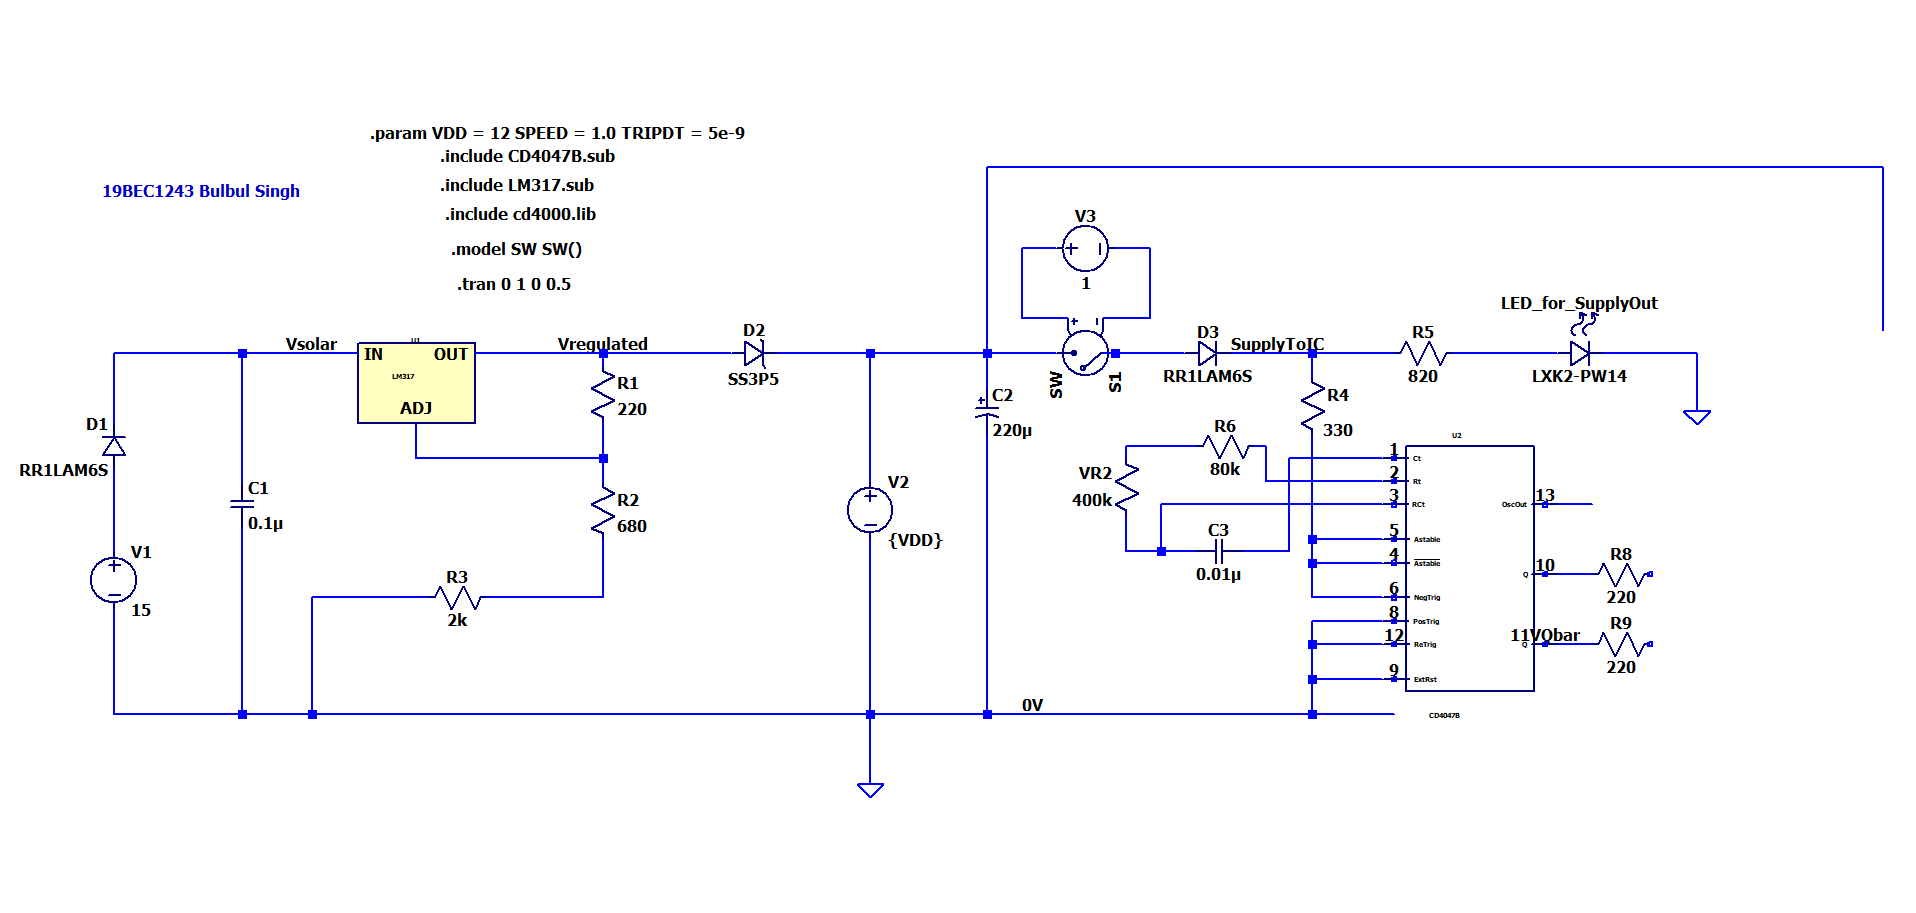 .param VDD = 12 SPEED = 1.0 TRIPDT = 5e-9
.include CD4047B.sub
19BEC1243 Bulbul Singh
.include LM317.sub
.include cd4000.lib
.model SW SW()
.tran 0 1 0 0.5
V3
1
LED_for_SupplyOut
Vsolar
U1
IN
OUT
LM317
ADJ
Vregulated
D2
SS3P5
R1
220
D1
RR1LAM6S
C1
0.1µ
R2
680
V1
15
R3
2k
V2
{VDD}
C2
220µ
SW
S1
D3
RR1LAM6S
SupplyToIC
R5
820
LXK2-PW14
R4
330
R6
80k
VR2
400k
C3
0.01µ
U2
1
Ct
2
Rt
3
RCt
5
Astable
4
Astable
6
NegTrig
8
PosTrig
12
ReTrig
9
ExtRst
OscOut
13
Q
10
R8
220
11VQbar
Q
R9
220
0V
CD4047B